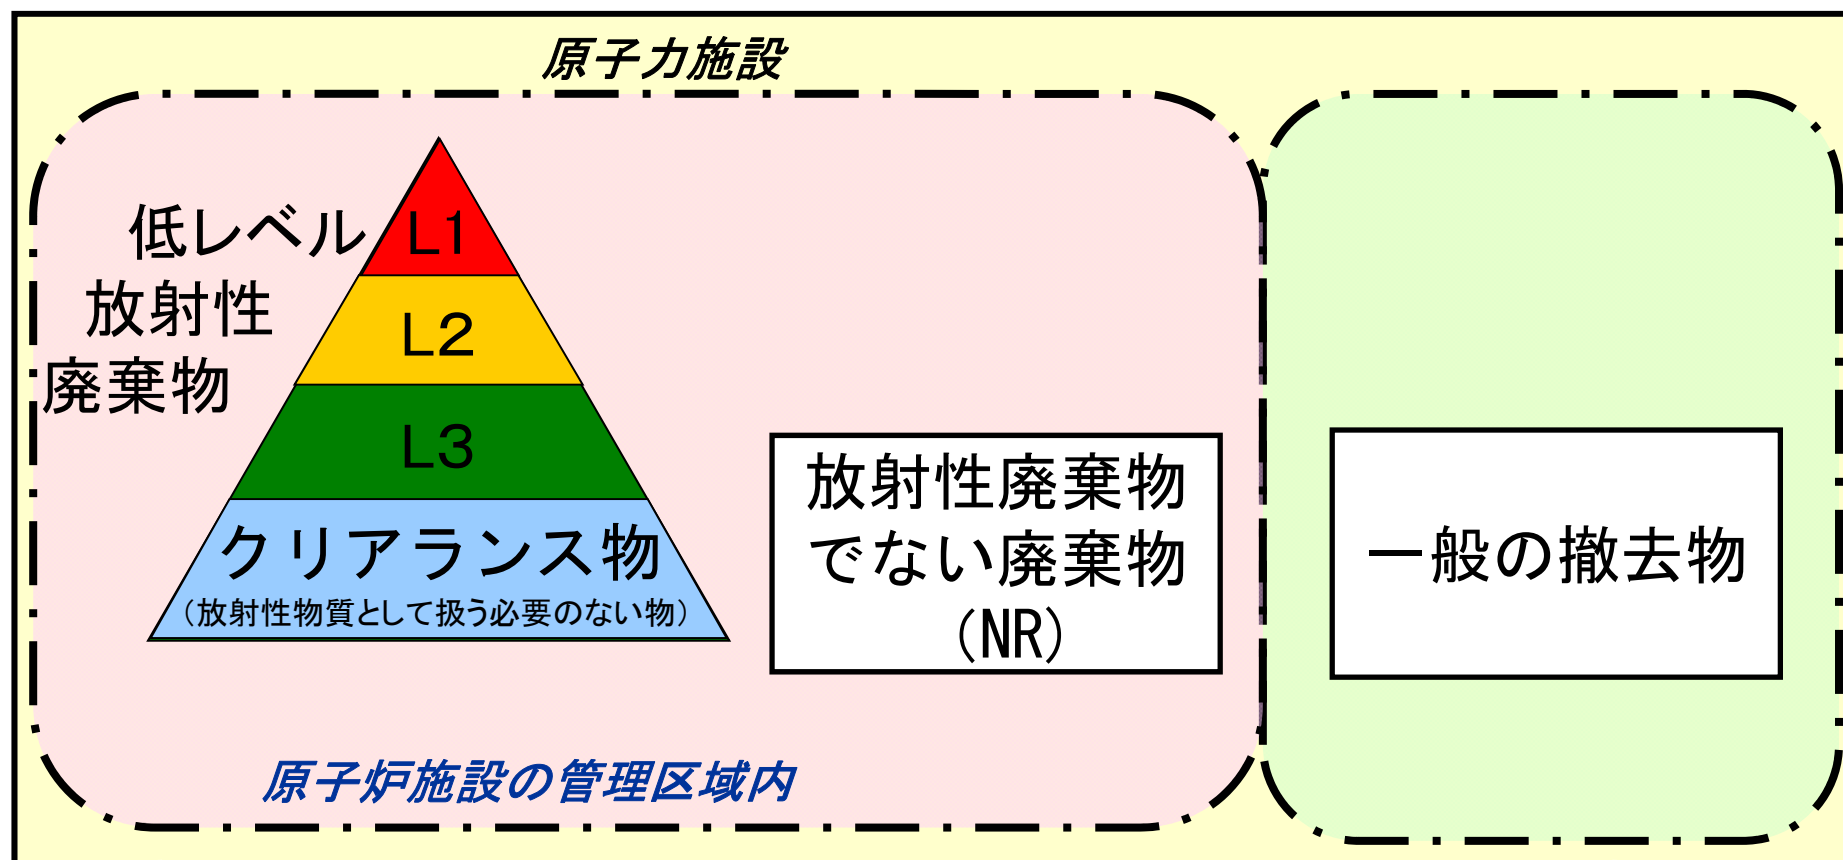 原子力施設
低レベル
放射性
廃棄物
L1
L2
L3
クリアランス物
（放射性物質として扱う必要のない物）
放射性廃棄物
でない廃棄物
（NR）
一般の撤去物
原子炉施設の管理区域内